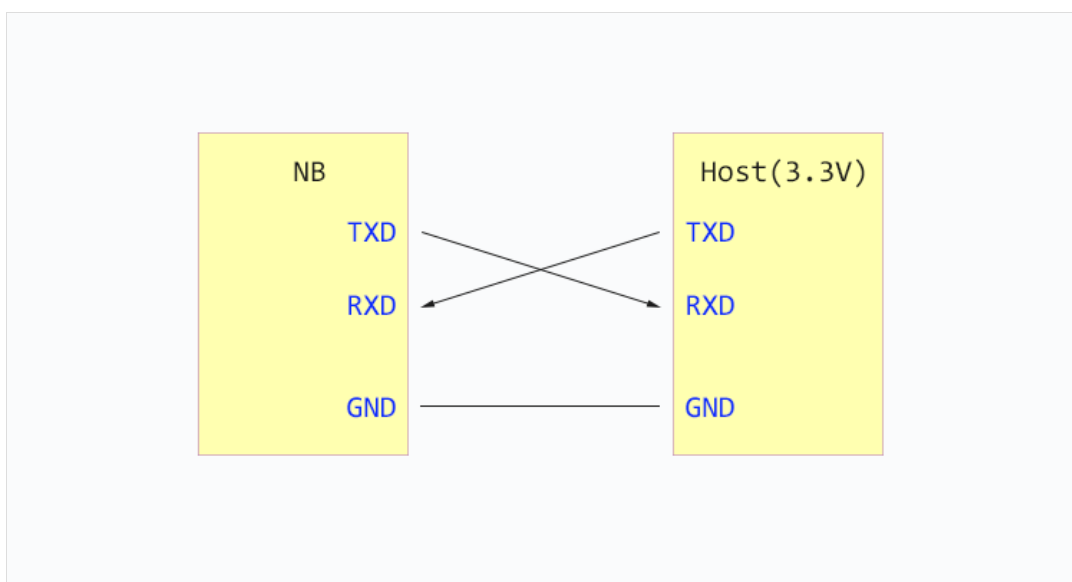 NB
TXD
RXD
GND
Host(3.3V)
TXD
RXD
GND